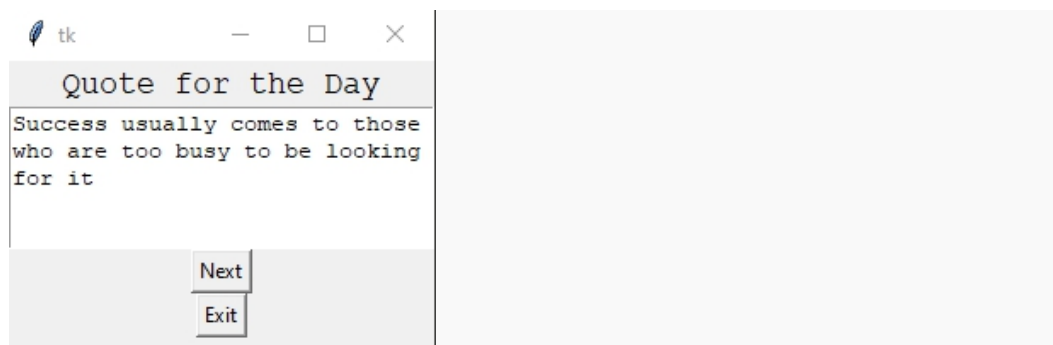 tk
Quote for the Day
Success usually comes to those
who are too busy to be looking
for it
Next
Exit